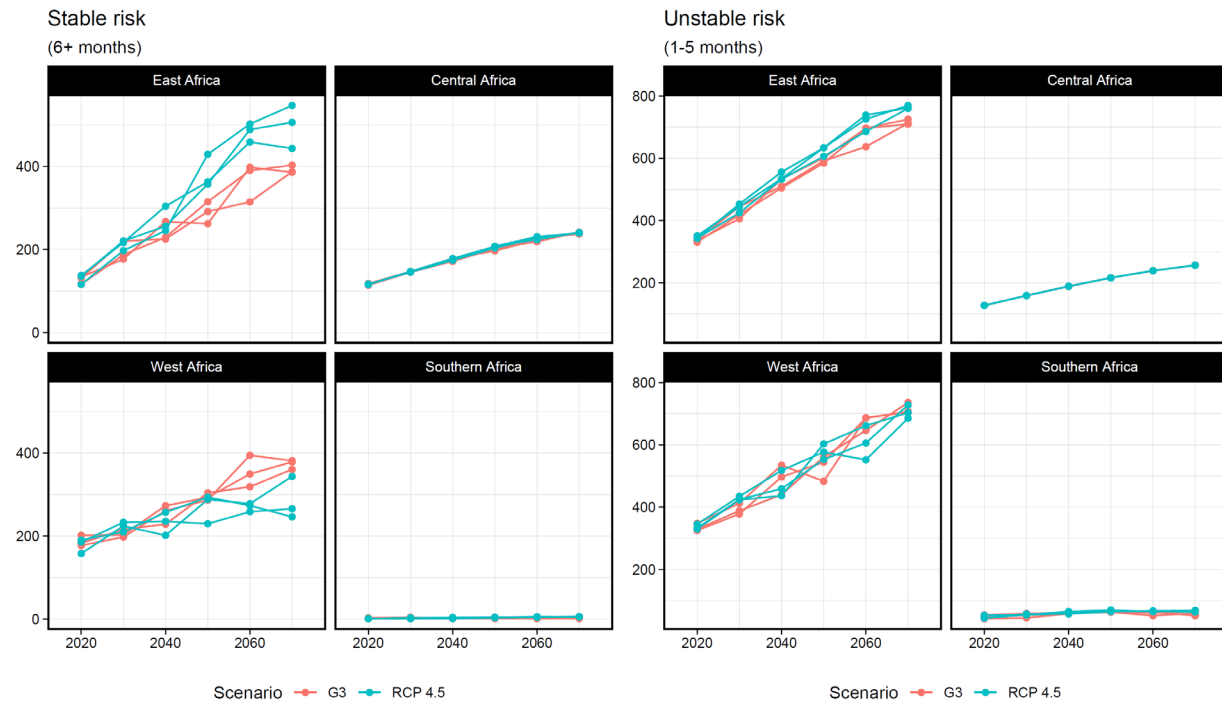 Stable risk
(6+ months)
East Africa
Central Africa
400
200
0
West Africa
Southern Africa
400
200
0
2020
2040
2060
2020
2040
2060
Scenario
G3
RCP 4.5
Unstable risk
(1-5 months)
East Africa
Central Africa
800
600
400
200
West Africa
Southern Africa
800
600
400
200
2020
2040
2060
2020
2040
2060
Scenario
G3
RCP 4.5